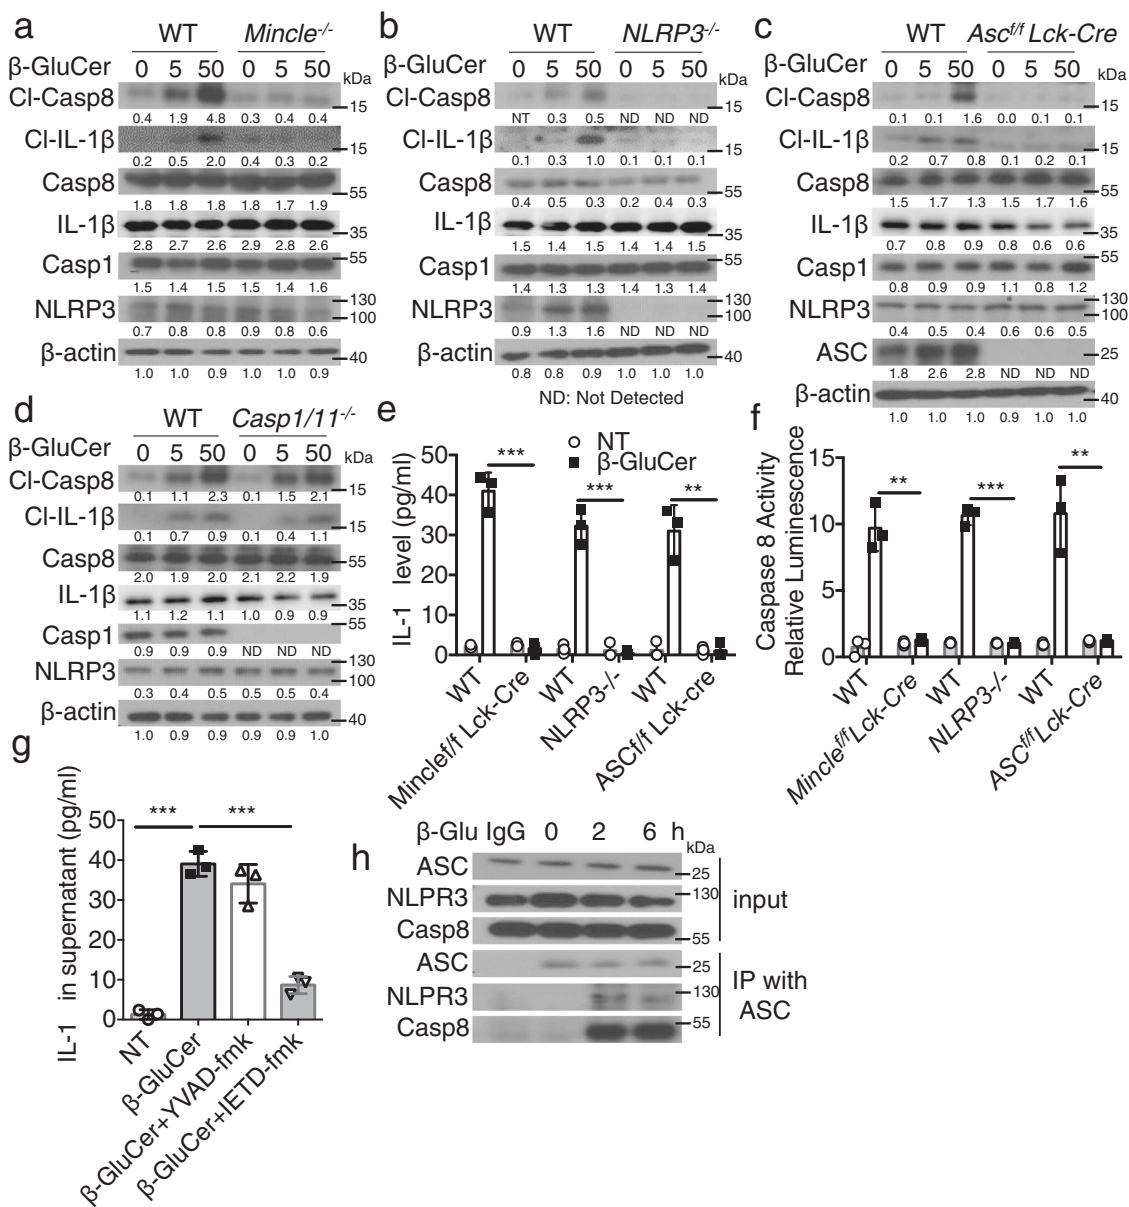 a
WT Mincle-/-
β-GluCer 0 5 50 0 5 50 kDa
Cl-Casp8 15
0.4 1.9 4.8 0.3 0.4 0.4
Cl-IL-1β 15
0.2 0.5 2.0 0.4 0.3 0.2
Casp8 55
1.8 1.8 1.8 1.8 1.7 1.9
IL-1β 35
2.8 2.7 2.6 2.9 2.8 2.6
Casp1 55
1.5 1.4 1.5 1.5 1.4 1.6
NLRP3 130
100
0.7 0.8 0.8 0.9 0.8 0.6
β-actin 40
1.0 1.0 0.9 1.0 1.0 0.9
b
WT NLRP3-/-
β-GluCer 0 5 50 0 5 50 kDa
Cl-Casp8 15
NT 0.3 0.5 ND ND ND
Cl-IL-1β 15
0.1 0.3 1.0 0.1 0.1 0.1
Casp8 55
0.4 0.5 0.3 0.2 0.4 0.3
IL-1β 35
1.5 1.4 1.5 1.4 1.4 1.5
Casp1 55
1.4 1.3 1.3 1.4 1.3 1.4
NLRP3 130
100
0.9 1.3 1.6 ND ND ND
β-actin 40
0.8 0.8 0.9 1.0 1.0 1.0
ND: Not Detected
c
WT Ascf/f Lck-Cre
β-GluCer 0 5 50 0 5 50 kDa
Cl-Casp8 15
0.1 0.1 1.6 0.0 0.1 0.1
Cl-IL-1β 15
0.2 0.7 0.8 0.1 0.2 0.1
Casp8 55
1.5 1.7 1.3 1.5 1.7 1.6
IL-1β 35
0.7 0.8 0.9 0.8 0.6 0.6
Casp1 55
0.8 0.9 0.9 1.1 0.8 1.2
NLRP3 130
100
0.4 0.5 0.4 0.6 0.6 0.5
ASC 25
1.8 2.6 2.8 ND ND ND
β-actin 40
1.0 1.0 1.0 0.9 1.0 1.0
d
WT Casp1/11-/-
β-GluCer 0 5 50 0 5 50 kDa
Cl-Casp8 15
0.1 1.1 2.3 0.1 1.5 2.1
Cl-IL-1β 15
0.1 0.7 0.9 0.1 0.4 1.1
Casp8 55
2.0 1.9 2.0 2.1 2.2 1.9
IL-1β 35
1.1 1.2 1.1 1.0 0.9 0.9
Casp1 55
0.9 0.9 0.9 ND ND ND
NLRP3 130
100
0.3 0.4 0.5 0.5 0.5 0.4
β-actin 40
1.0 0.9 0.9 0.9 0.9 1.0
e
NT
β-GluCer
IL-1 level (pg/ml)
50
40
30
20
10
0
*** *** **
WT
Minclef/f Lck-Cre
WT
NLRP3-/-
WT
ASCf/f Lck-cre
f
Caspase 8 Activity
Relative Luminescence
15
10
5
0
** *** **
WT
Minclef/fLck-Cre
WT
NLRP3-/-
WT
ASCf/fLck-Cre
g
IL-1 in supernatant (pg/ml)
50
40
30
20
10
0
*** ***
NT
β-GluCer
β-GluCer+YVAD-fmk
β-GluCer+IETD-fmk
h
β-Glu IgG 0 2 6 h
kDa
ASC 25
NLPR3 130
Casp8 55
input
ASC 25
NLPR3 130
Casp8 55
IP with
ASC